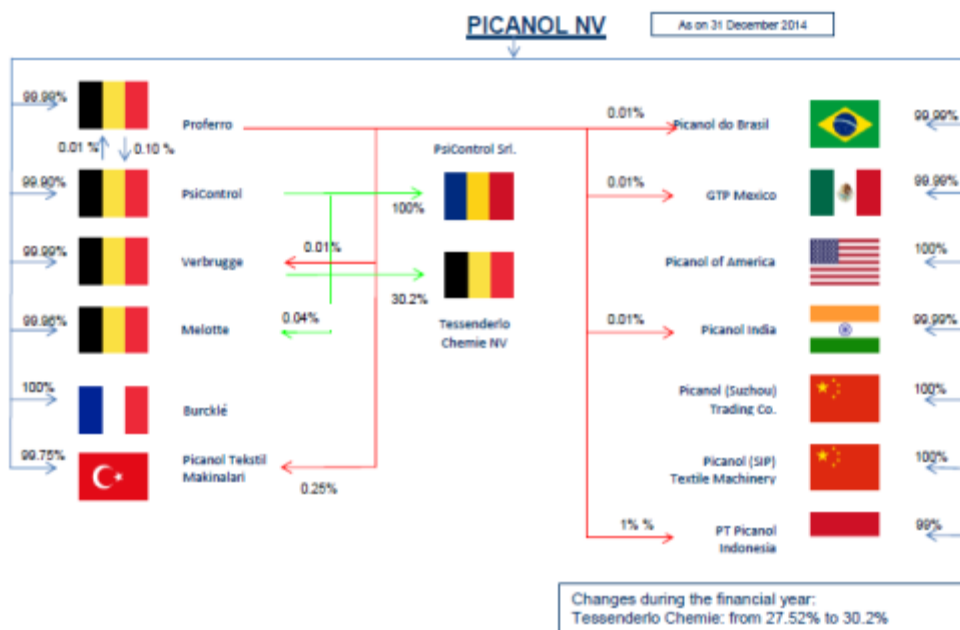 PICANOL NV
As on 31 December 2014
99.99%
Proferro
0.01%
Picanol do Brasil
99.99%
0.01 %
0.10 %
PsiControl Srl.
99.90%
PsiControl
100%
0.01%
GTP Mexico
99.99%
99.99%
Verbrugge
0.01%
30.2%
Picanol of America
100%
99.96%
Melotte
0.04%
Tessenderlo
Chemie NV
0.01%
Picanol India
99.99%
100%
Burcklé
Picanol (Suzhou)
Trading Co.
100%
99.75%
Picanol Tekstil
Makinalari
0.25%
Picanol (SIP)
Textile Machinery
100%
1% %
PT Picanol
Indonesia
99%
Changes during the financial year:
Tessenderlo Chemie: from 27.52% to 30.2%